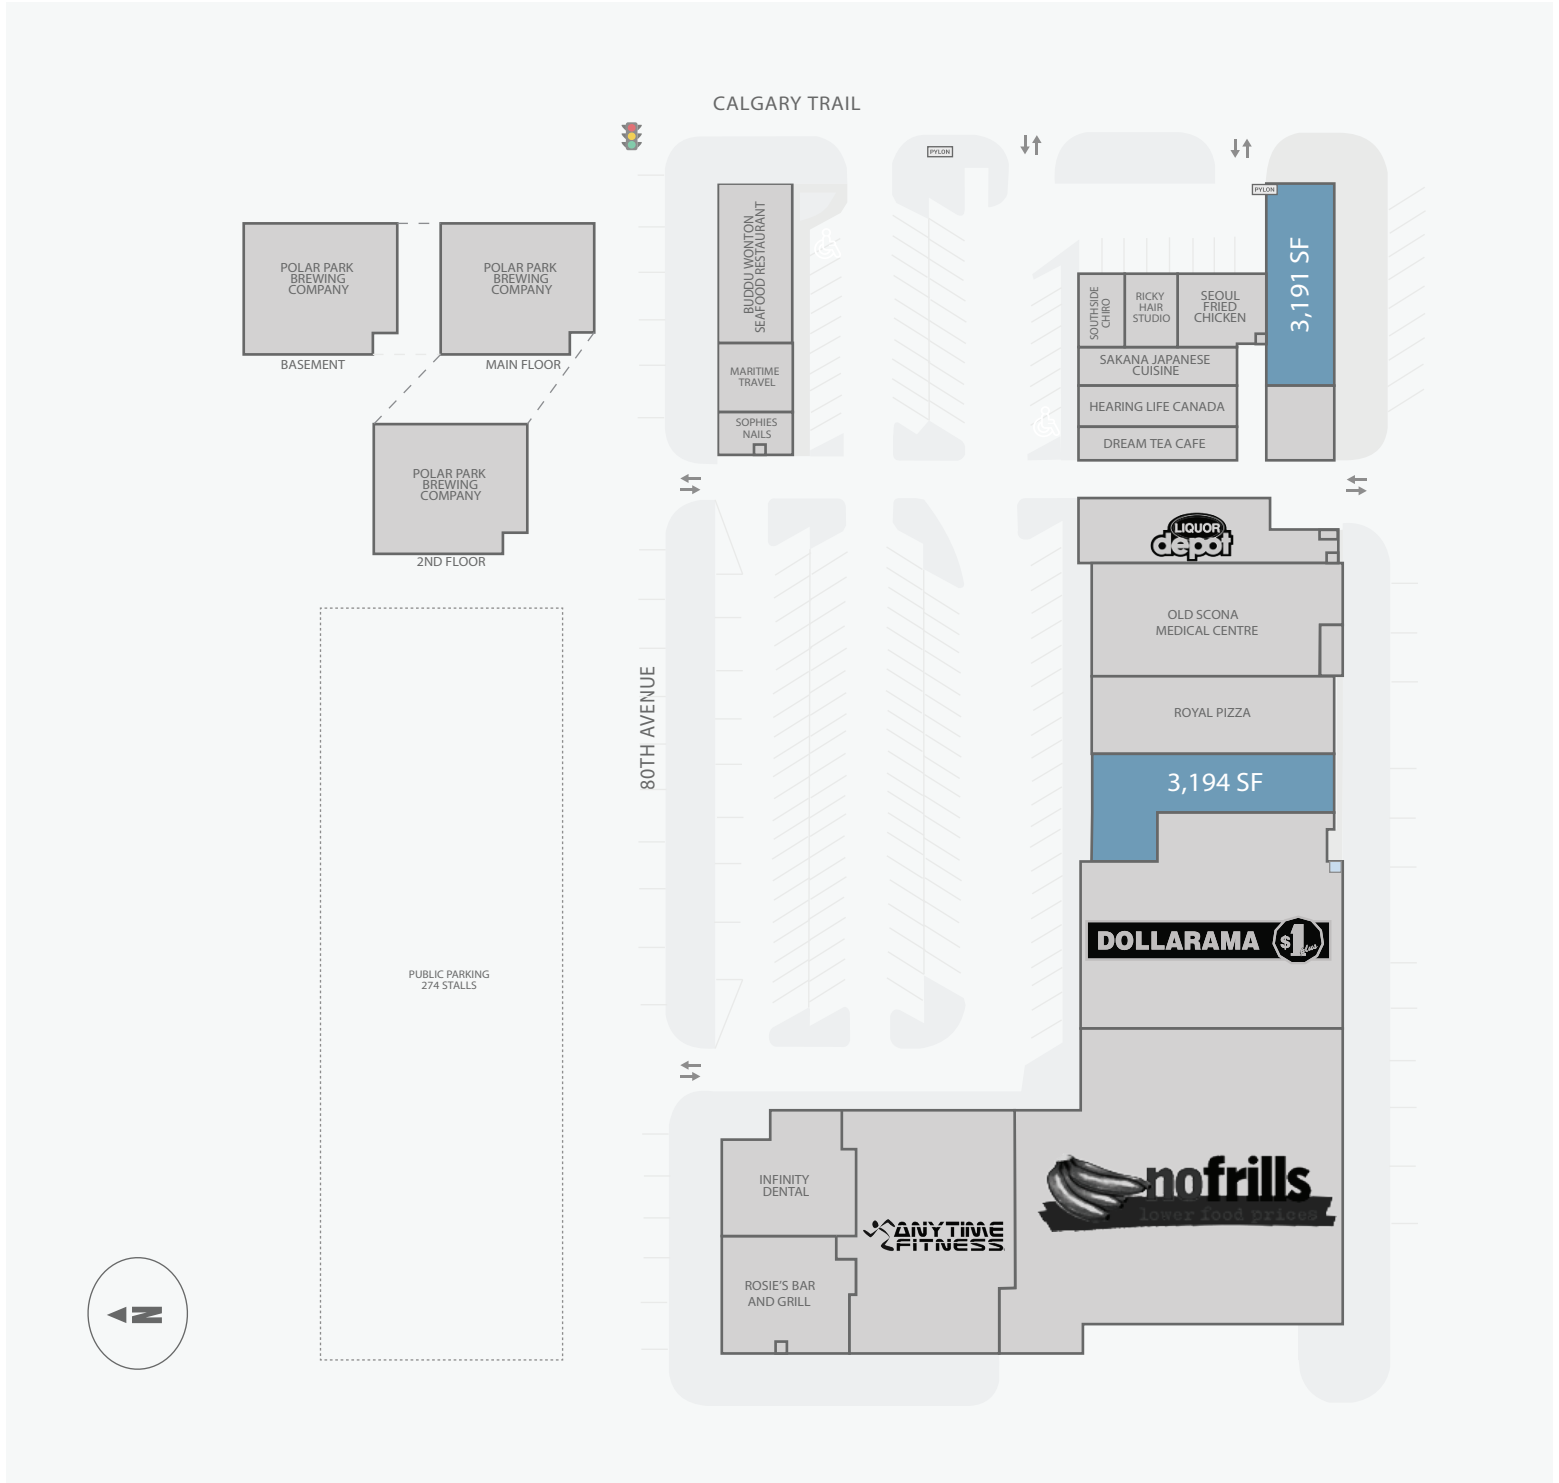 CALGARY TRAIL
PYLON
PYLON
BUDDU WONTON
SEAFOOD RESTAURANT
MARITIME
TRAVEL
SOPHIES
NAILS
POLAR PARK
BREWING
COMPANY
BASEMENT
POLAR PARK
BREWING
COMPANY
MAIN FLOOR
POLAR PARK
BREWING
COMPANY
2ND FLOOR
SOUTHSIDE
CHIRO
RICKY
HAIR
STUDIO
SEOUL
FRIED
CHICKEN
3,191 SF
SAKANA JAPANESE
CUISINE
HEARING LIFE CANADA
DREAM TEA CAFE
LIQUOR
depot
OLD SCONA
MEDICAL CENTRE
ROYAL PIZZA
3,194 SF
80TH AVENUE
DOLLARAMA $1 plus
PUBLIC PARKING
274 STALLS
INFINITY
DENTAL
ANYTIME
FITNESS
nofrills
lower food prices
ROSIE'S BAR
AND GRILL
N